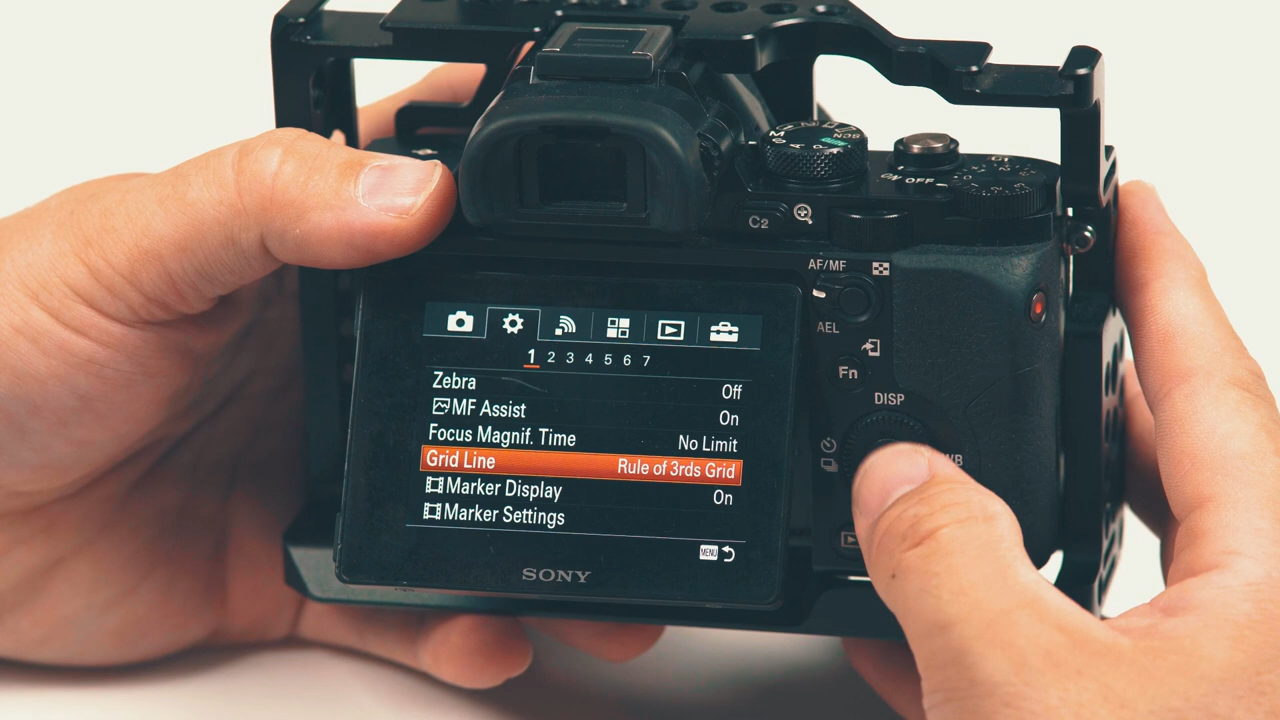 SCN
M
A
P
ON OFF
C2
AF/MF
AEL
Fn
DISP
WB
1 2 3 4 5 6 7
Zebra Off
MF Assist On
Focus Magnif. Time No Limit
Grid Line Rule of 3rds Grid
Marker Display On
Marker Settings
MENU
SONY